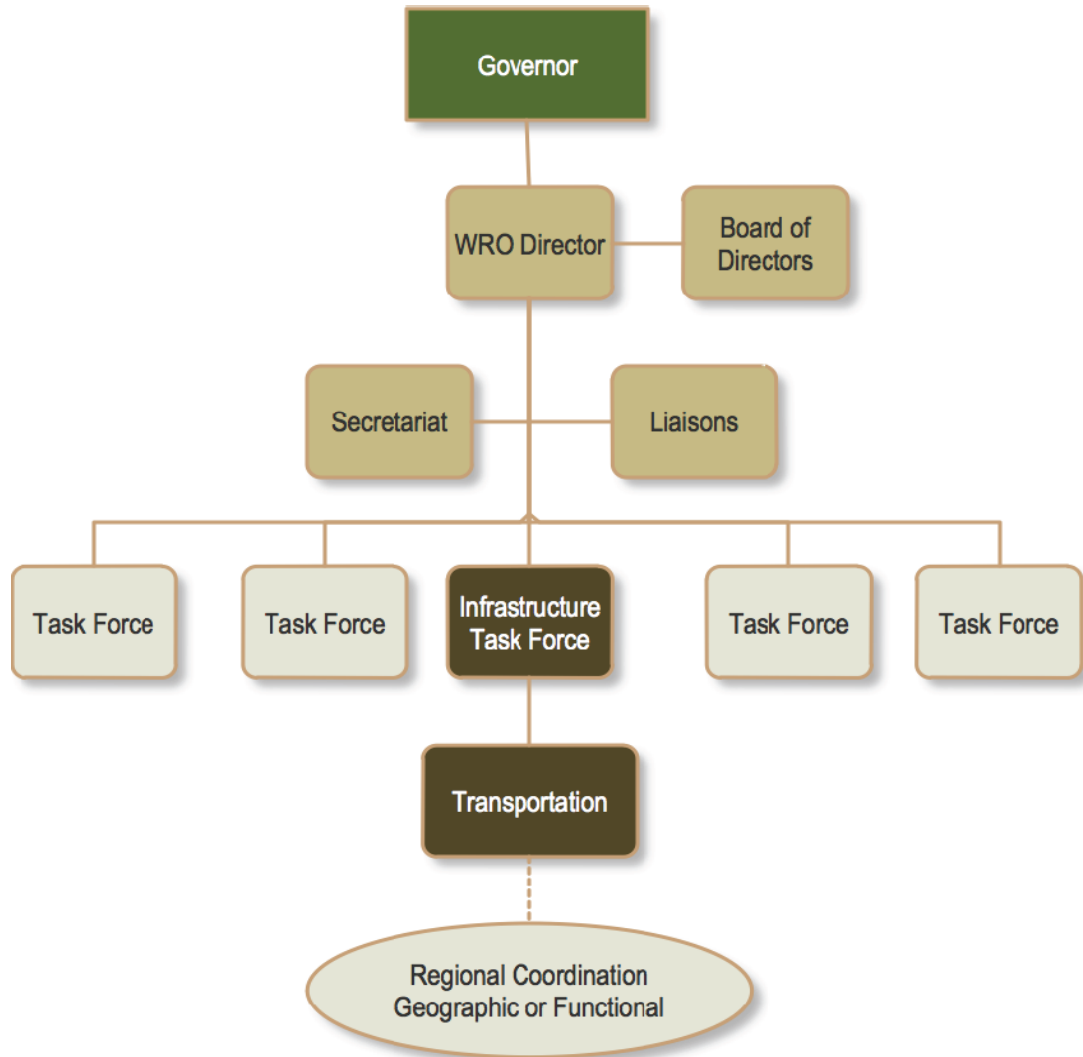 Governor
WRO Director
Board of
Directors
Secretariat
Liaisons
Task Force
Task Force
Infrastructure
Task Force
Task Force
Task Force
Transportation
Regional Coordination
Geographic or Functional